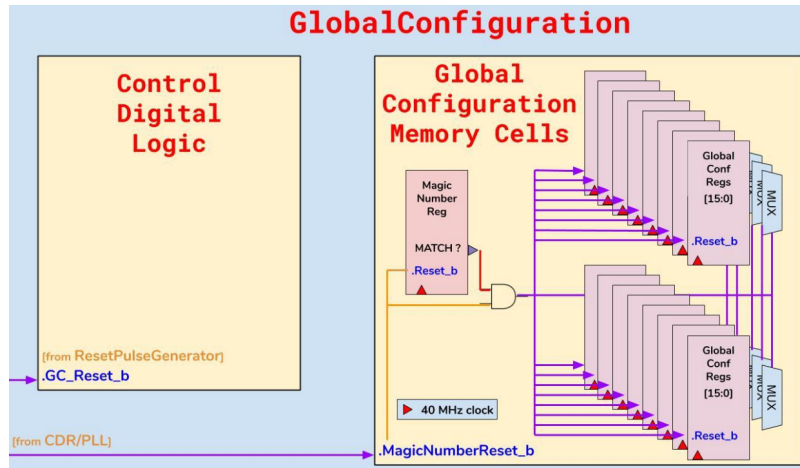 GlobalConfiguration
Control
Digital
Logic
[from ResetPulseGenerator]
.GC_Reset_b
[from CDR/PLL]
Global
Configuration
Memory Cells
Magic
Number
Reg
MATCH ?
.Reset_b
40 MHz clock
.MagicNumberReset_b
Global
Conf
Regs
[15:0]
.Reset_b
MUX
MUX
Global
Conf
Regs
[15:0]
.Reset_b
MUX
MUX